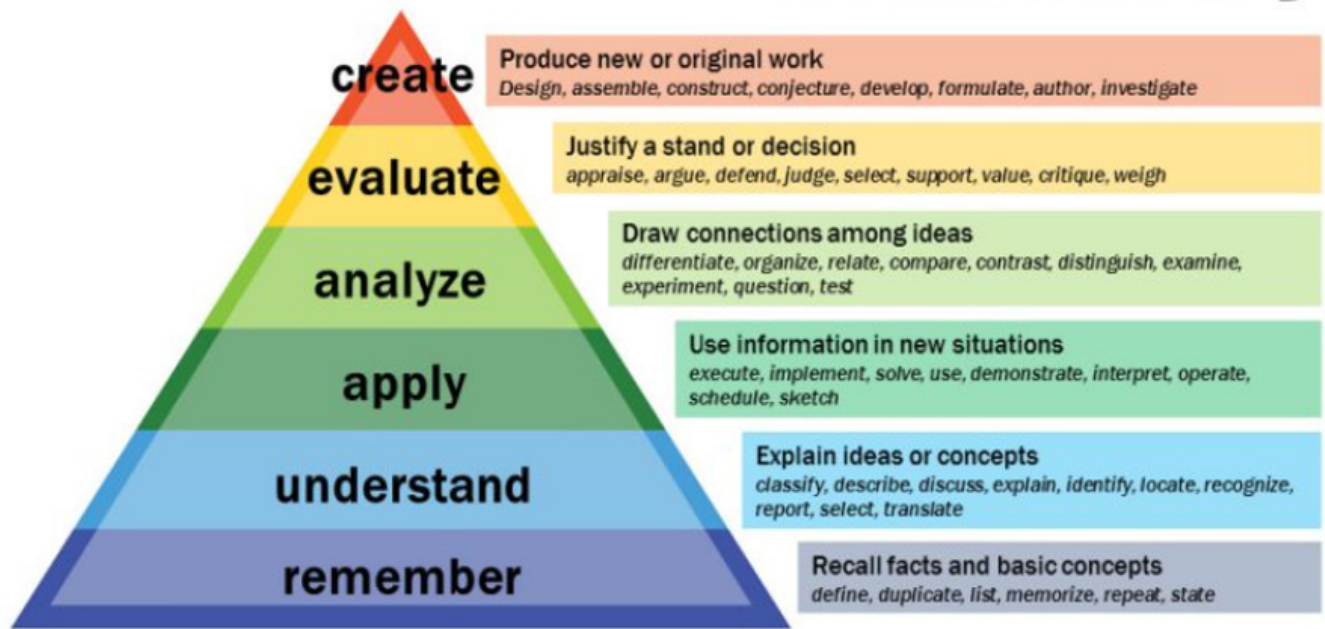 create
Produce new or original work
Design, assemble, construct, conjecture, develop, formulate, author, investigate
evaluate
Justify a stand or decision
appraise, argue, defend, judge, select, support, value, critique, weigh
analyze
Draw connections among ideas
differentiate, organize, relate, compare, contrast, distinguish, examine,
experiment, question, test
apply
Use information in new situations
execute, implement, solve, use, demonstrate, interpret, operate,
schedule, sketch
understand
Explain ideas or concepts
classify, describe, discuss, explain, identify, locate, recognize,
report, select, translate
remember
Recall facts and basic concepts
define, duplicate, list, memorize, repeat, state